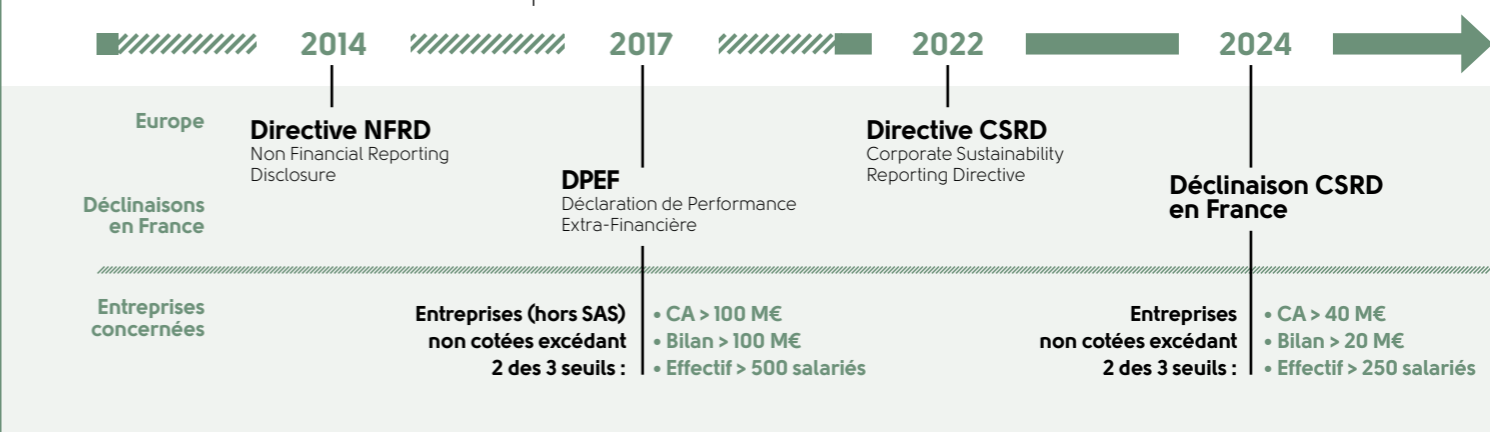 2014
2017
2022
2024
Europe
Directive NFRD
Non Financial Reporting
Disclosure
Directive CSRD
Corporate Sustainability
Reporting Directive
Déclinaisons
en France
DPEF
Déclaration de Performance
Extra-Financière
Déclinaison CSRD
en France
Entreprises
concernées
Entreprises (hors SAS)
non cotées excédant
2 des 3 seuils :
• CA > 100 M€
• Bilan > 100 M€
• Effectif > 500 salariés
Entreprises
non cotées excédant
2 des 3 seuils :
• CA > 40 M€
• Bilan > 20 M€
• Effectif > 250 salariés